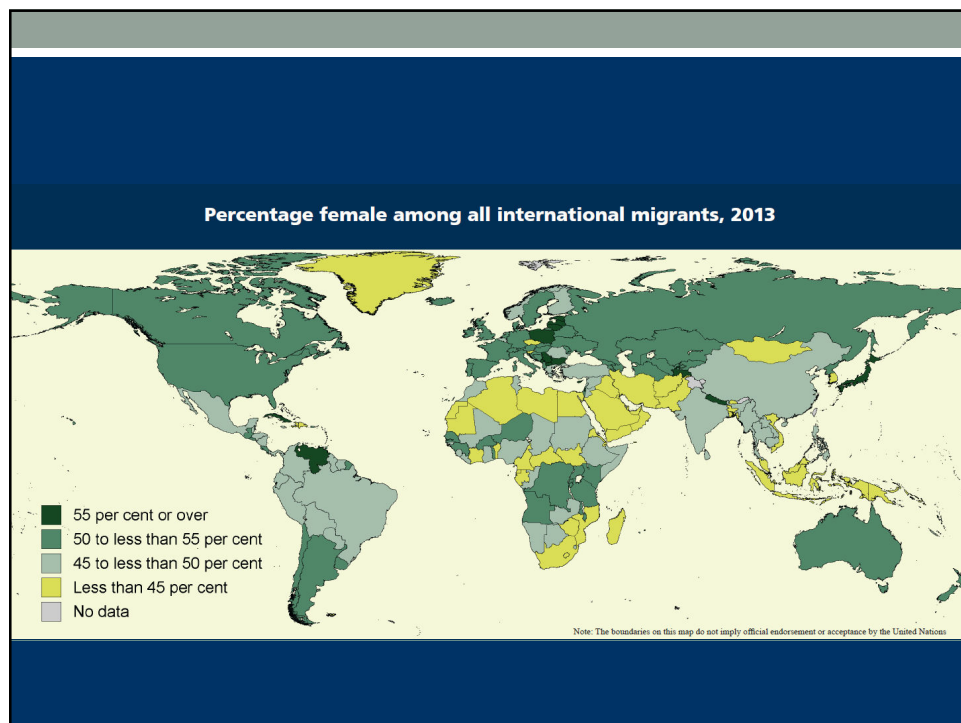 Percentage female among all international migrants, 2013
55 per cent or over
50 to less than 55 per cent
45 to less than 50 per cent
Less than 45 per cent
No data
Note: The boundaries on this map do not imply official endorsement or acceptance by the United Nations